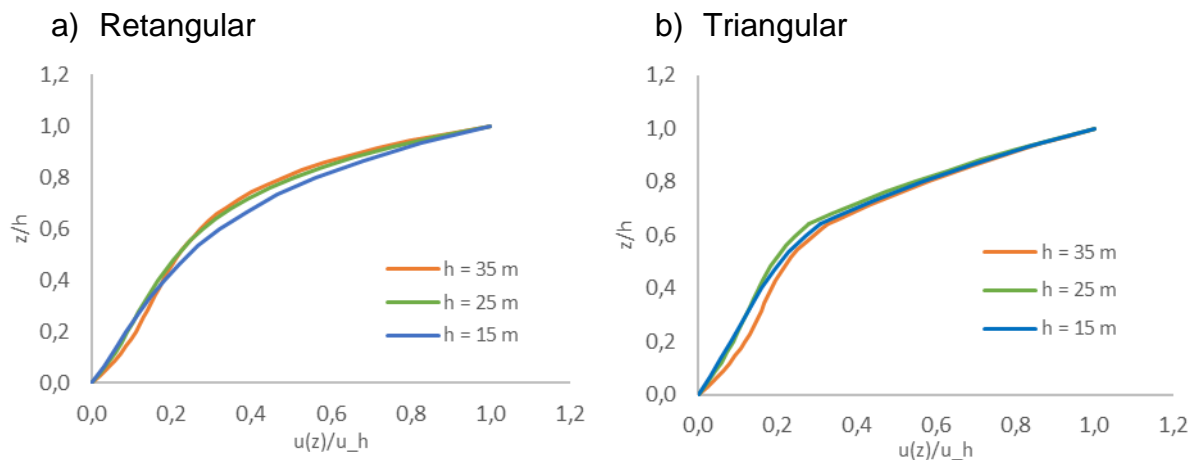 a) Retangular
1,2
1,0
0,8
0,6
0,4
0,2
0,0
z/h
h = 35 m
h = 25 m
h = 15 m
0,0 0,2 0,4 0,6 0,8 1,0 1,2
u(z)/u_h
b) Triangular
1,2
1,0
0,8
0,6
0,4
0,2
0,0
z/h
h = 35 m
h = 25 m
h = 15 m
0,0 0,2 0,4 0,6 0,8 1,0 1,2
u(z)/u_h